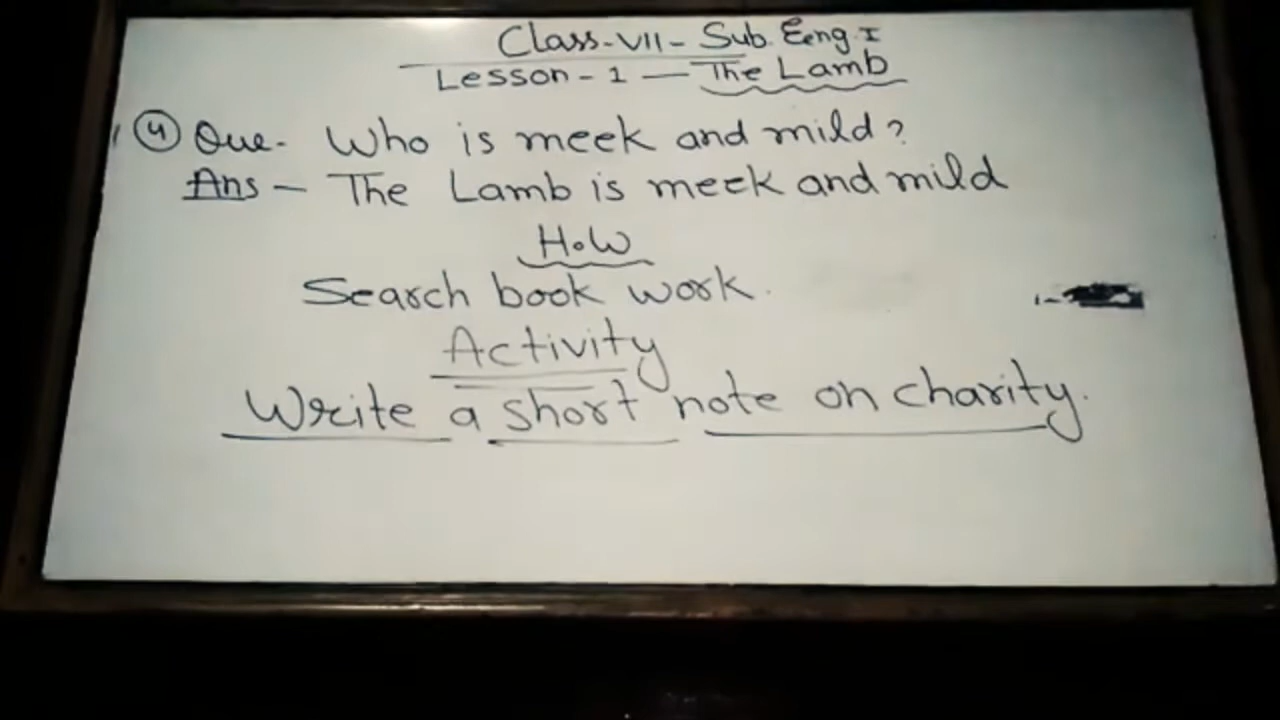 Class-VII- Sub. Eng. I
Lesson - 1 — The Lamb
④ Que- Who is meek and mild?
Ans - The Lamb is meek and mild
H.W
Search book work.
Activity
Write a short note on charity.